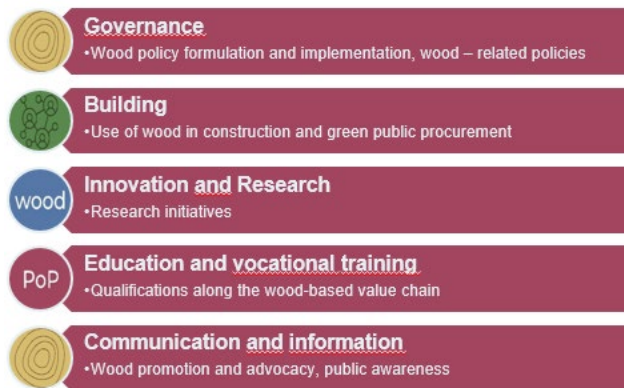 Governance
•Wood policy formulation and implementation, wood – related policies
Building
•Use of wood in construction and green public procurement
wood
Innovation and Research
•Research initiatives
PoP
Education and vocational training
•Qualifications along the wood-based value chain
Communication and information
•Wood promotion and advocacy, public awareness